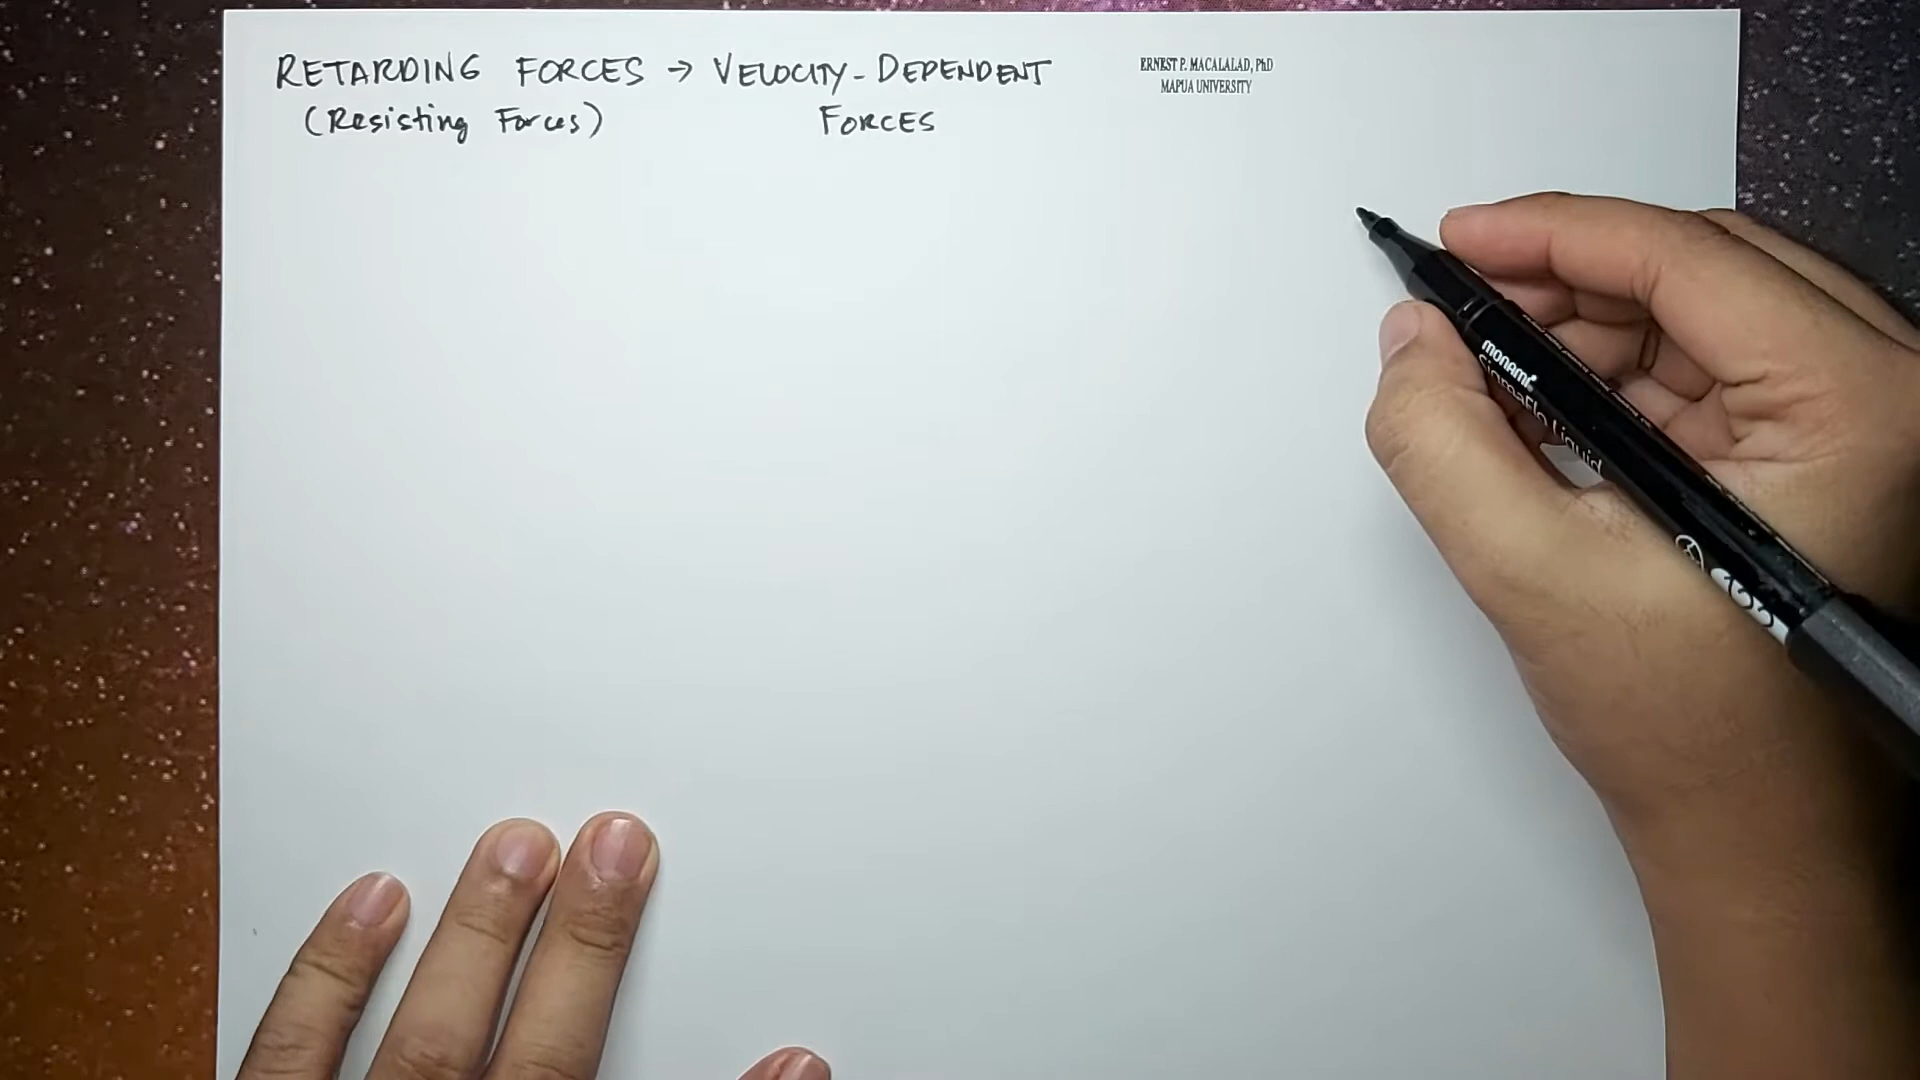 RETARDING FORCES → VELOCITY-DEPENDENT
(Resisting Forces) FORCES
ERNEST P. MACALALAD, PhD
MAPUA UNIVERSITY
monami
SigmaFlo Liquid